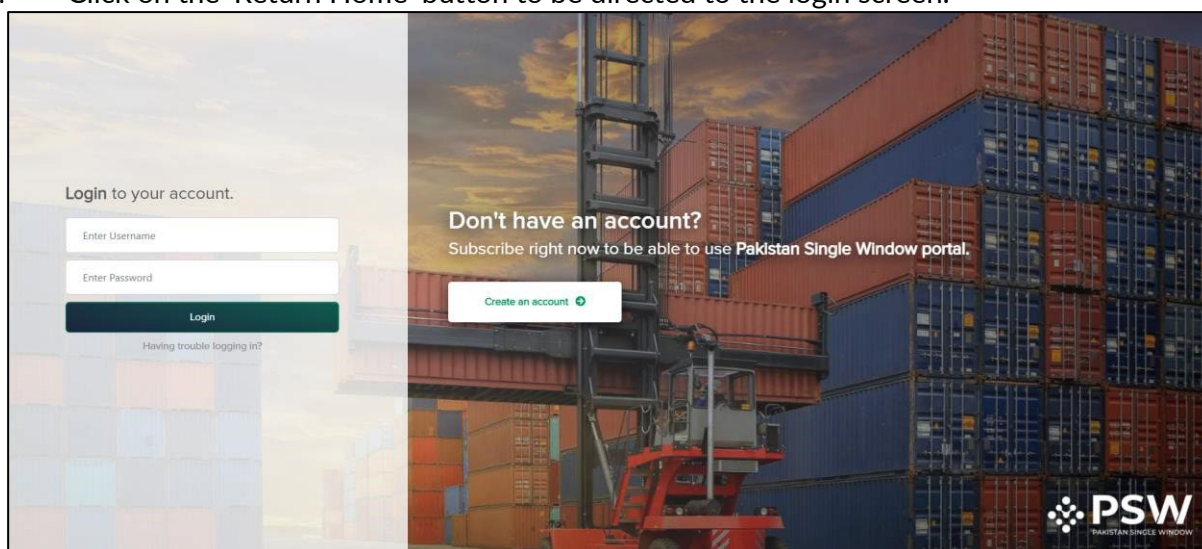 Click on the 'Return Home' button to be directed to the login screen.
Login to your account.
Enter Username
Enter Password
Login
Having trouble logging in?
Don't have an account?
Subscribe right now to be able to use Pakistan Single Window portal.
Create an account
PSW
PAKISTAN SINGLE WINDOW